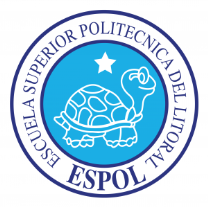 ESCUELA SUPERIOR POLITECNICA DEL LITORAL
ESPOL